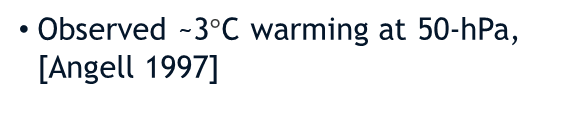 • Observed ~3°C warming at 50-hPa,
[Angell 1997]